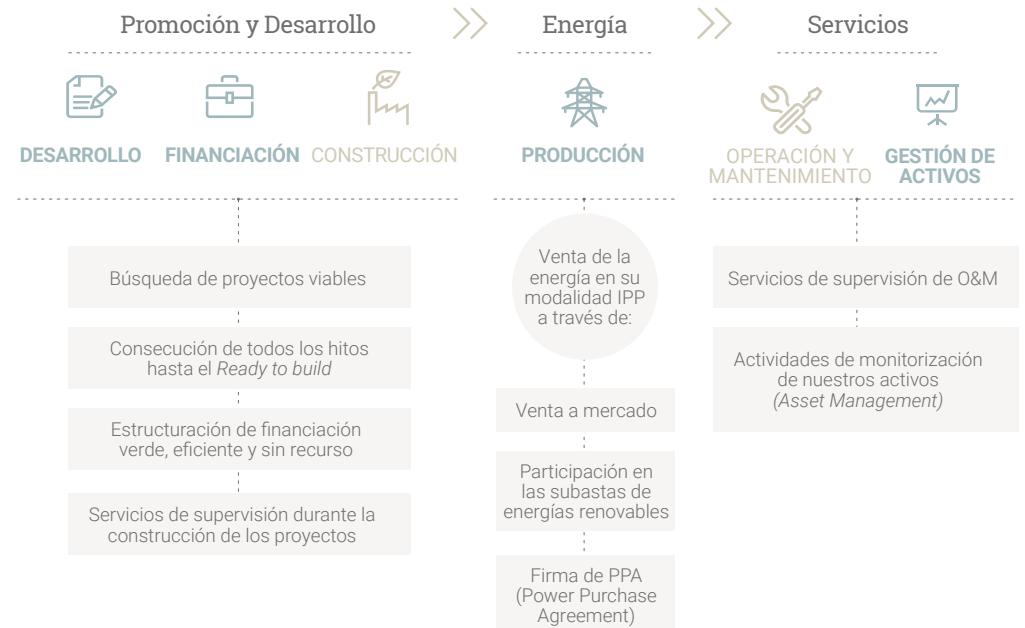 Promoción y Desarrollo
Energía
Servicios
DESARROLLO
FINANCIACIÓN
CONSTRUCCIÓN
PRODUCCIÓN
OPERACIÓN Y
MANTENIMIENTO
GESTIÓN DE
ACTIVOS
Búsqueda de proyectos viables
Consecución de todos los hitos
hasta el Ready to build
Estructuración de financiación
verde, eficiente y sin recurso
Servicios de supervisión durante la
construcción de los proyectos
Venta de la
energía en su
modalidad IPP
a través de:
Venta a mercado
Participación en
las subastas de
energías renovables
Firma de PPA
(Power Purchase
Agreement)
Servicios de supervisión de O&M
Actividades de monitorización
de nuestros activos
(Asset Management)